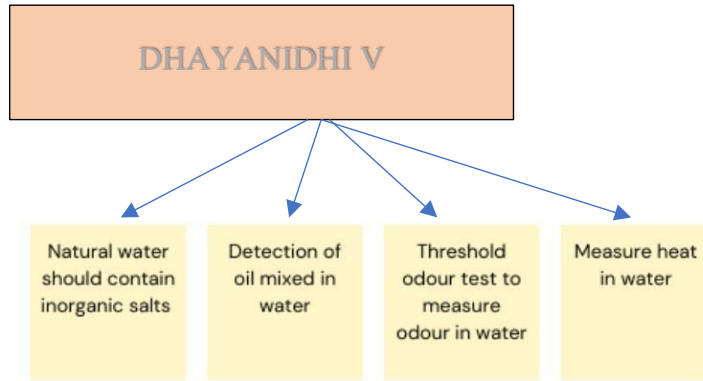 DHAYANIDHI V
Natural water
should contain
inorganic salts
Detection of
oil mixed in
water
Threshold
odour test to
measure
odour in water
Measure heat
in water